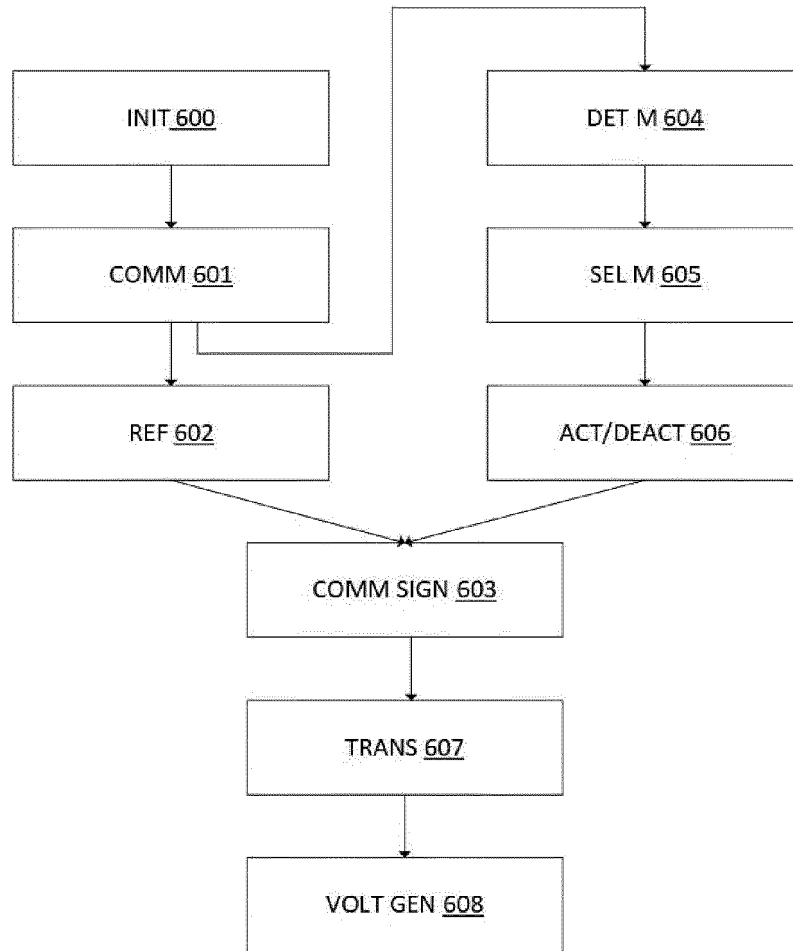 INIT 600
COMM 601
REF 602
DET M 604
SEL M 605
ACT/DEACT 606
COMM SIGN 603
TRANS 607
VOLT GEN 608